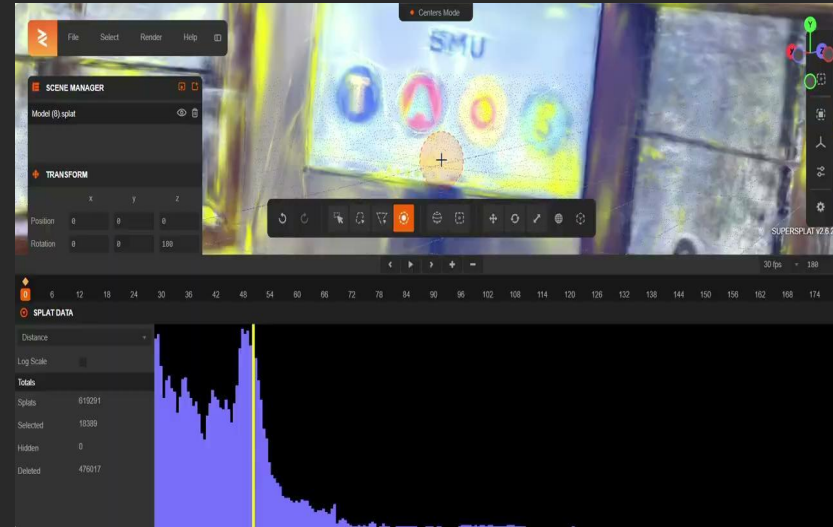 Centers Mode
File Select Render Help
SMU
T A O S
SCENE MANAGER
Model (8).splat
TRANSFORM
x y z
Position 0 0 0
Rotation 0 0 180
Y
Z
SUPERSPLAT v2.6.2
30 fps 180
0 6 12 18 24 30 36 42 48 54 60 66 72 78 84 90 96 102 108 114 120 126 132 138 144 150 156 162 168 174
SPLAT DATA
Distance
Log Scale
Totals
Splats 619291
Selected 18389
Hidden 0
Deleted 476017